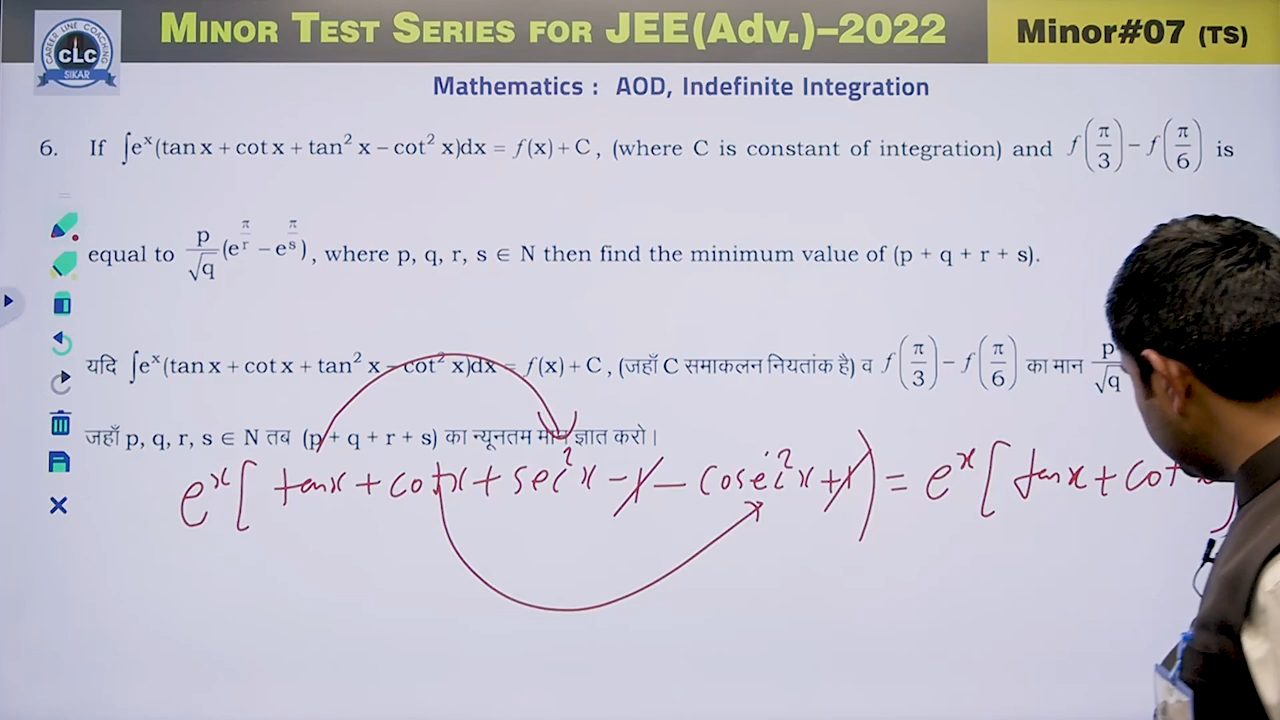 CAREER LINE COACHING
CLC
SIKAR
MINOR TEST SERIES FOR JEE(Adv.)–2022
Minor#07 (TS)
Mathematics : AOD, Indefinite Integration
6. If ∫eˣ(tan x + cot x + tan² x − cot² x)dx = f(x) + C, (where C is constant of integration) and f(π/3) − f(π/6) is
equal to p/√q (e^(π/r) − e^(π/s)), where p, q, r, s ∈ N then find the minimum value of (p + q + r + s).
यदि ∫eˣ(tan x + cot x + tan² x − cot² x)dx = f(x) + C, (जहाँ C समाकलन नियतांक है) व f(π/3) − f(π/6) का मान p/√q
जहाँ p, q, r, s ∈ N तब (p + q + r + s) का न्यूनतम मान ज्ञात करो।
eˣ[tanx + cotx + sec²x − 1 − cosec²x + 1) = eˣ[tanx + cot